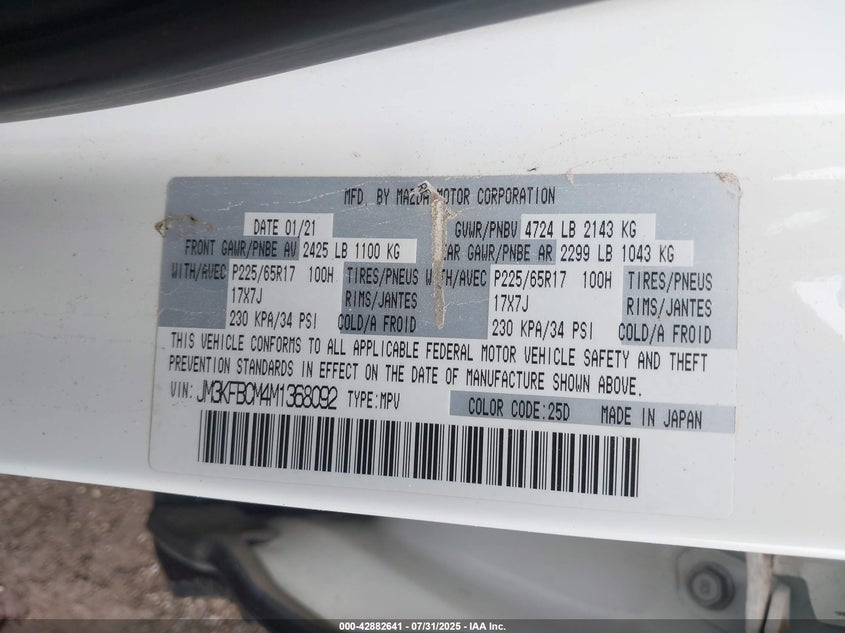 MFD. BY MAZDA MOTOR CORPORATION
DATE 01/21 GVWR/PNBV 4724 LB 2143 KG
FRONT GAWR/PNBE AV 2425 LB 1100 KG AR GAWR/PNBE AR 2299 LB 1043 KG
WITH/AVEC P225/65R17 100H TIRES/PNEUS WITH/AVEC P225/65R17 100H TIRES/PNEUS
17X7J RIMS/JANTES 17X7J RIMS/JANTES
230 KPA/34 PSI COLD/A FROID 230 KPA/34 PSI COLD/A FROID
THIS VEHICLE CONFORMS TO ALL APPLICABLE FEDERAL MOTOR VEHICLE SAFETY AND THEFT
PREVENTION STANDARDS IN EFFECT ON THE DATE OF MANUFACTURE SHOWN ABOVE.
VIN: JM3KFBCM4M1368092 TYPE:MPV COLOR CODE:25D MADE IN JAPAN
000-42882641 - 07/31/2025 - IAA Inc.